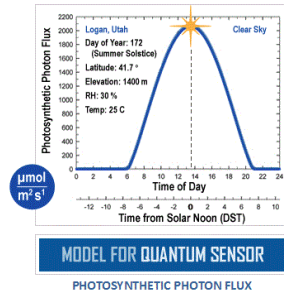 Photosynthetic Photon Flux
2200
2000
1800
1600
1400
1200
1000
800
600
400
200
0
Logan, Utah
Clear Sky
Day of Year: 172
(Summer Solstice)
Latitude: 41.7 °
Elevation: 1400 m
RH: 30 %
Temp: 25 C
0 2 4 6 8 10 12 14 16 18 20 22 24
Time of Day
-12 -10 -8 -6 -4 -2 0 2 4 6 8 10
Time from Solar Noon (DST)
µmol
m² s¹
MODEL FOR QUANTUM SENSOR
PHOTOSYNTHETIC PHOTON FLUX